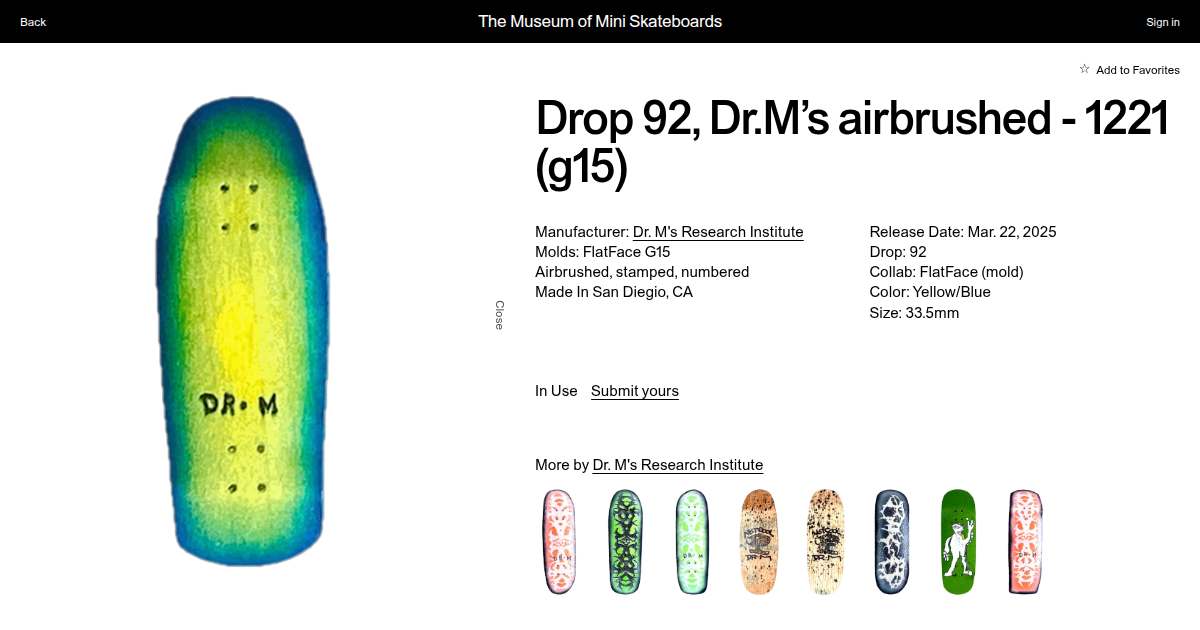 Back
The Museum of Mini Skateboards
Sign in
☆ Add to Favorites
Drop 92, Dr.M’s airbrushed - 1221
(g15)
Manufacturer: Dr. M's Research Institute
Molds: FlatFace G15
Airbrushed, stamped, numbered
Made In San Diegio, CA
Release Date: Mar. 22, 2025
Drop: 92
Collab: FlatFace (mold)
Color: Yellow/Blue
Size: 33.5mm
Close
DR. M
In Use Submit yours
More by Dr. M's Research Institute